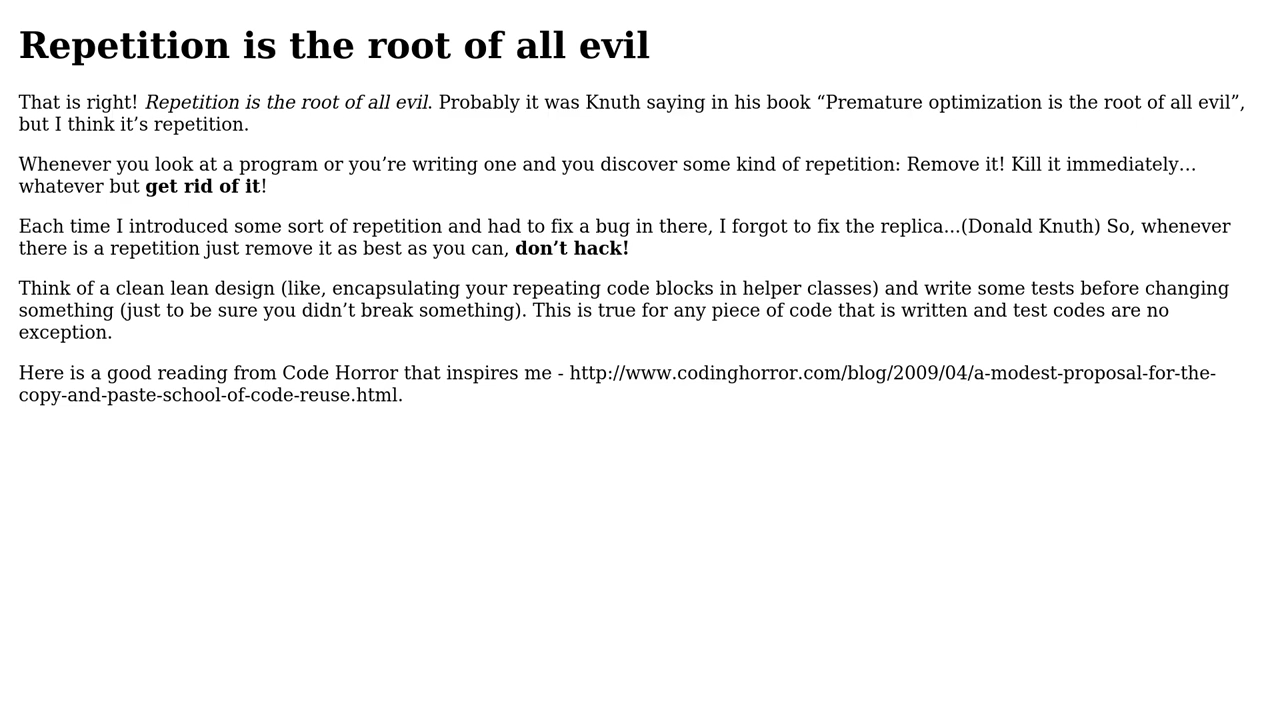 Repetition is the root of all evil
That is right! Repetition is the root of all evil. Probably it was Knuth saying in his book “Premature optimization is the root of all evil”,
but I think it’s repetition.
Whenever you look at a program or you’re writing one and you discover some kind of repetition: Remove it! Kill it immediately…
whatever but get rid of it!
Each time I introduced some sort of repetition and had to fix a bug in there, I forgot to fix the replica...(Donald Knuth) So, whenever
there is a repetition just remove it as best as you can, don’t hack!
Think of a clean lean design (like, encapsulating your repeating code blocks in helper classes) and write some tests before changing
something (just to be sure you didn’t break something). This is true for any piece of code that is written and test codes are no
exception.
Here is a good reading from Code Horror that inspires me - http://www.codinghorror.com/blog/2009/04/a-modest-proposal-for-the-
copy-and-paste-school-of-code-reuse.html.